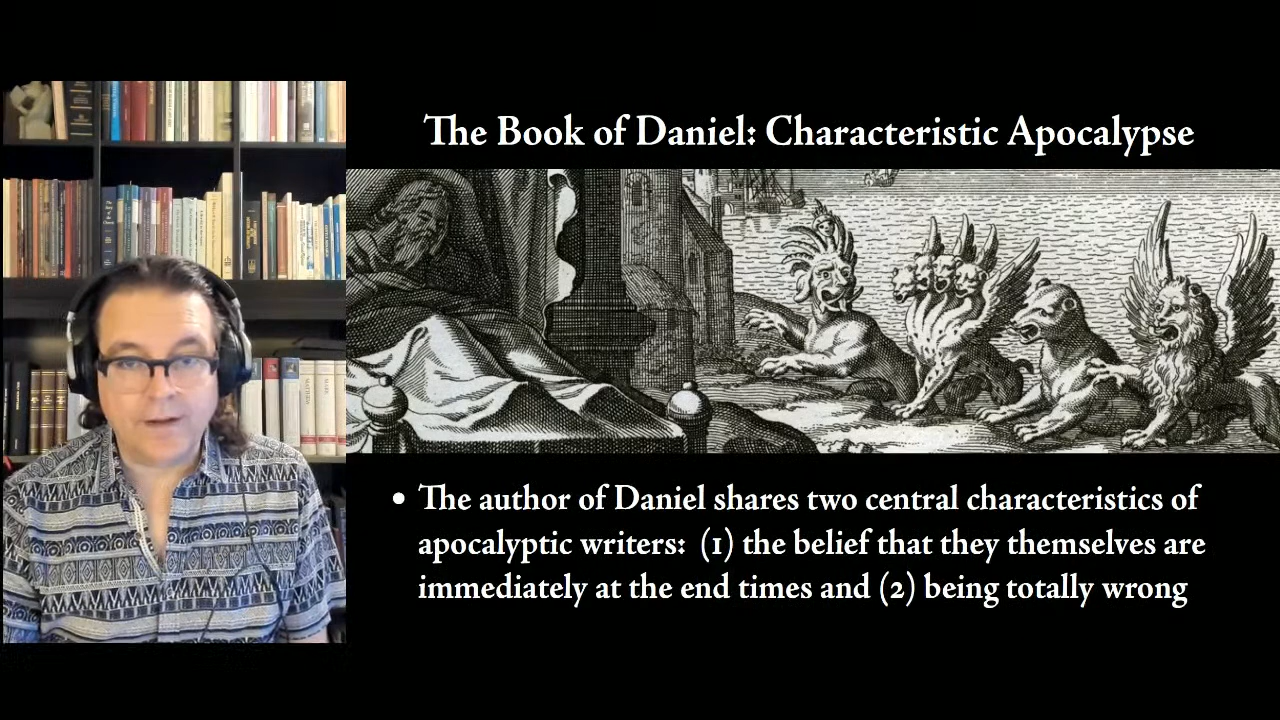 The Book of Daniel: Characteristic Apocalypse
• The author of Daniel shares two central characteristics of
apocalyptic writers: (1) the belief that they themselves are
immediately at the end times and (2) being totally wrong